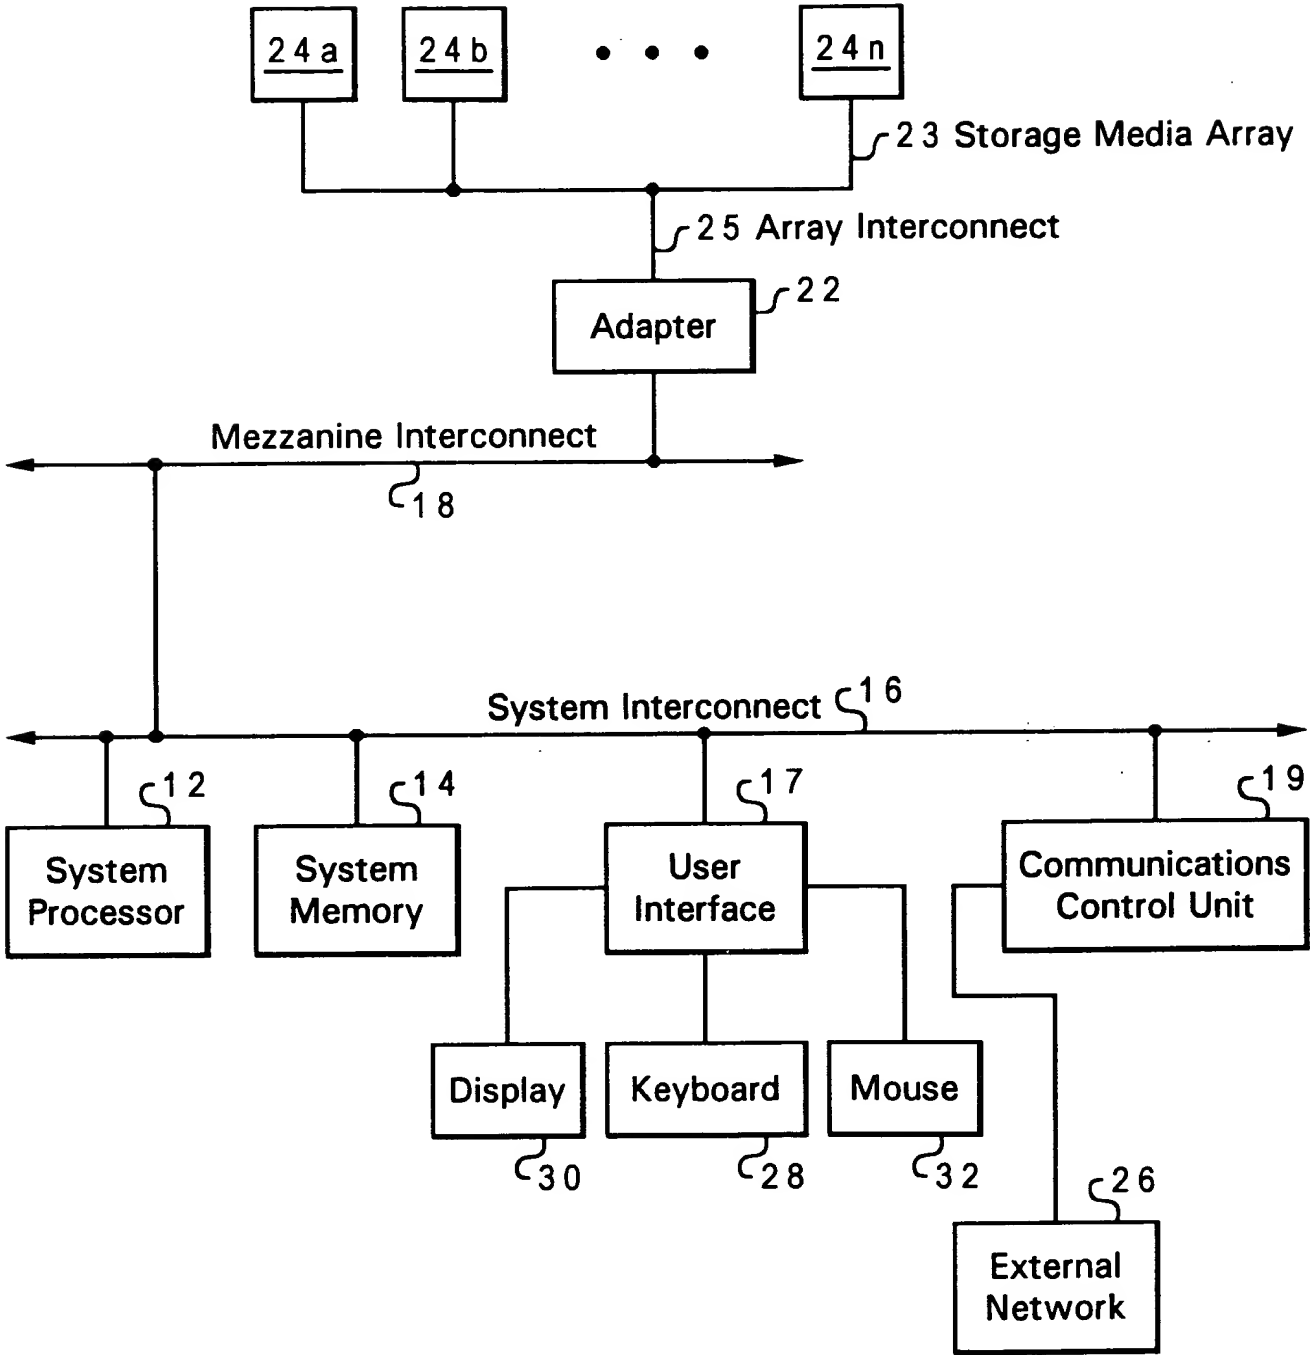 24a 24b 24n
23 Storage Media Array
25 Array Interconnect
22
Adapter
Mezzanine Interconnect
18
System Interconnect 16
12 14 17 19
System
Processor
System
Memory
User
Interface
Communications
Control Unit
Display Keyboard Mouse
30 28 32
26
External
Network